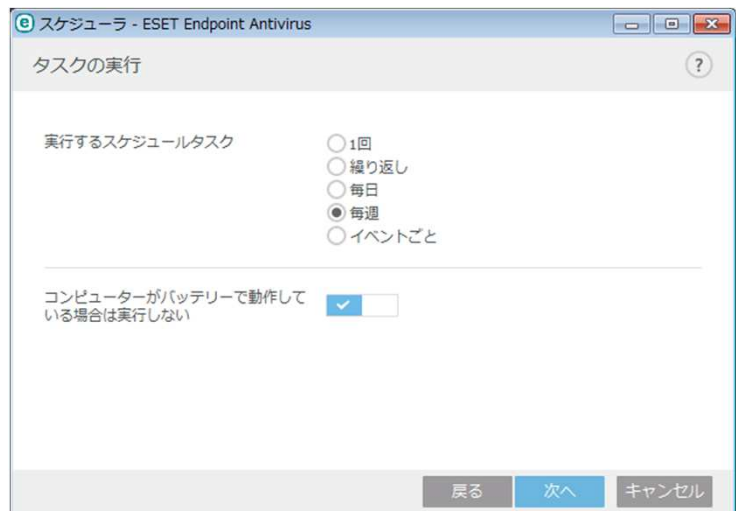 e スケジューラ - ESET Endpoint Antivirus
タスクの実行
?
実行するスケジュールタスク
1回
繰り返し
毎日
毎週
イベントごと
コンピューターがバッテリーで動作して
いる場合は実行しない
戻る
次へ
キャンセル